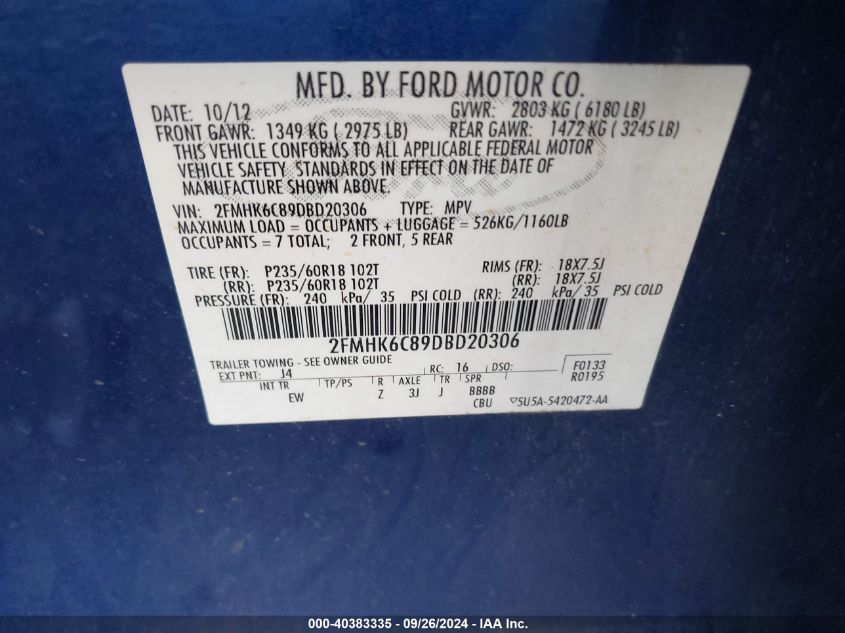 MFD. BY FORD MOTOR CO.
DATE: 10/12 GVWR: 2803 KG ( 6180 LB)
FRONT GAWR: 1349 KG ( 2975 LB) REAR GAWR: 1472 KG ( 3245 LB)
THIS VEHICLE CONFORMS TO ALL APPLICABLE FEDERAL MOTOR
VEHICLE SAFETY STANDARDS IN EFFECT ON THE DATE OF
MANUFACTURE SHOWN ABOVE.
VIN: 2FMHK6C89DBD20306 TYPE: MPV
MAXIMUM LOAD = OCCUPANTS + LUGGAGE = 526KG/1160LB
OCCUPANTS = 7 TOTAL; 2 FRONT, 5 REAR
TIRE (FR): P235/60R18 102T RIMS (FR): 18X7.5J
(RR): P235/60R18 102T (RR): 18X7.5J
PRESSURE (FR): 240 kPa/ 35 PSI COLD (RR): 240 kPa/ 35 PSI COLD
2FMHK6C89DBD20306
TRAILER TOWING - SEE OWNER GUIDE
EXT PNT: J4 RC: 16 DSO: F0133
R0195
INT TR TP/PS R AXLE TR SPR
EW Z 3J J BBBB
CBU 5U5A-5420472-AA
000-40383335 - 09/26/2024 - IAA Inc.